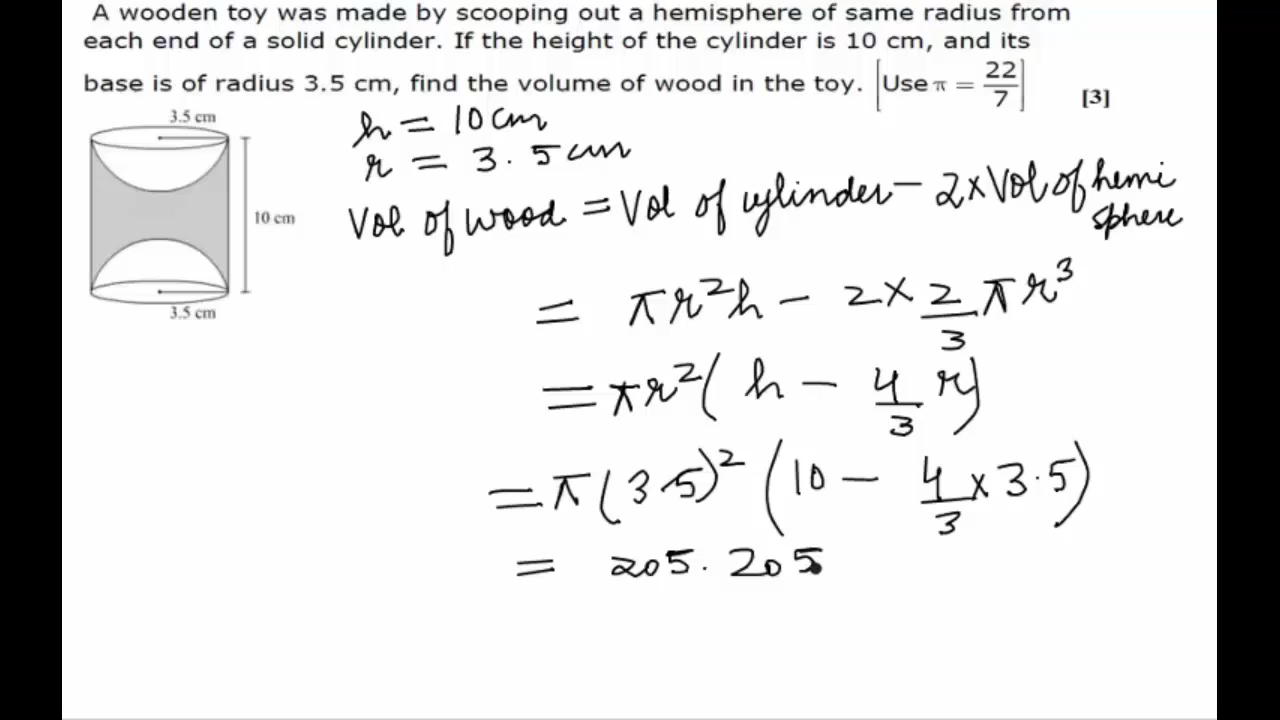 A wooden toy was made by scooping out a hemisphere of same radius from
each end of a solid cylinder. If the height of the cylinder is 10 cm, and its
base is of radius 3.5 cm, find the volume of wood in the toy. [Use π = 22/7] [3]
3.5 cm
10 cm
3.5 cm
h = 10 cm
r = 3.5 cm
Vol of wood = Vol of cylinder - 2 × Vol of hemi
sphere
= πr²h - 2 × 2/3 πr³
= πr² ( h - 4/3 r)
= π (3.5)² (10 - 4/3 × 3.5)
= 205.205